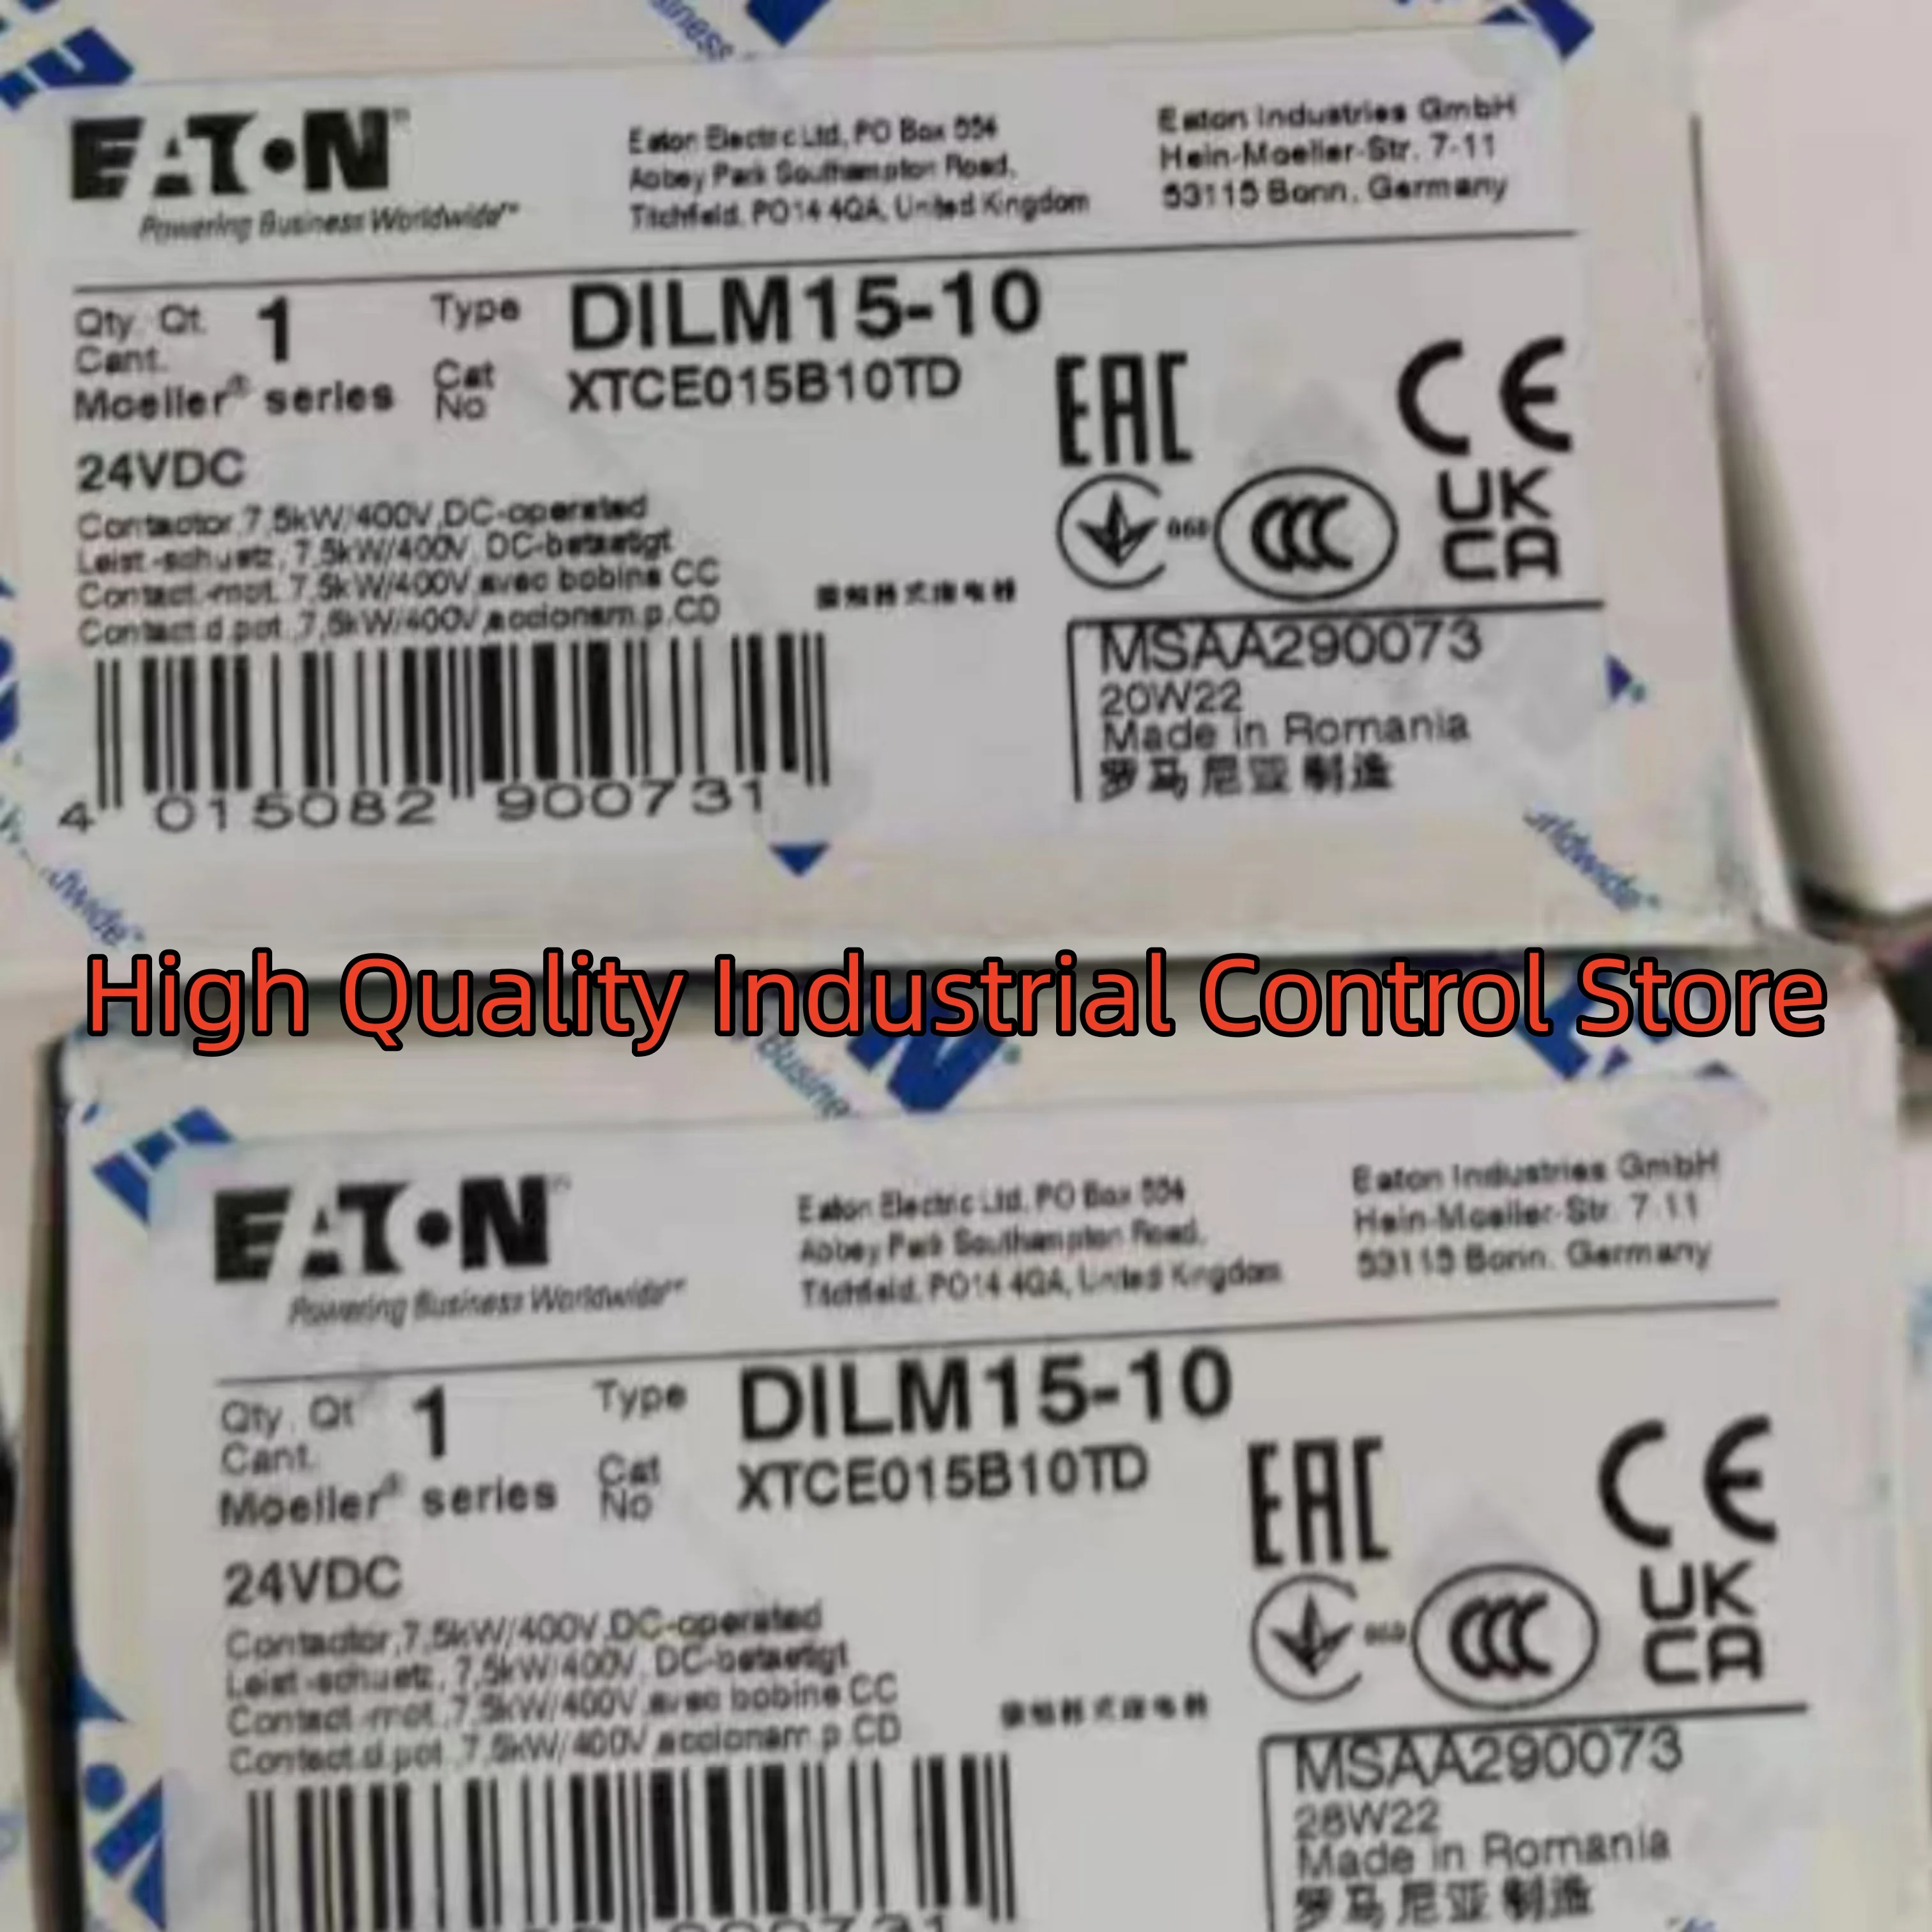 EATON
Powering Business Worldwide™
Eaton Electric Ltd, PO Box 554
Abbey Park Southampton Road,
Titchfield, PO14 4QA, United Kingdom
Eaton Industries GmbH
Hein-Moeller-Str. 7-11
53115 Bonn, Germany
Qty. Qt. 1
Cant.
Type DILM15-10
Moeller® series
Cat No XTCE015B10TD
24VDC
Contactor,7,5kW/400V,DC-operated
Leist.-schuetz, 7,5kW/400V, DC-betaetigt
Contact.-mot. 7,5kW/400V,avec bobine CC
Contact.d.pot.,7,5kW/400V,accionam.p.CD
EAC
CE
CCC
UK
CA
MSAA290073
20W22
Made in Romania
罗马尼亚制造
4 015082 900731
Worldwide™
High Quality Industrial Control Store
EATON
Powering Business Worldwide™
Eaton Electric Ltd. PO Box 554
Abbey Park Southampton Road,
Titchfield, PO14 4QA, United Kingdom
Eaton Industries GmbH
Hein-Moeller-Str. 7-11
53115 Bonn, Germany
Qty. Qt 1
Cant.
Type DILM15-10
Moeller® series
Cat No XTCE015B10TD
24VDC
Contactor,7,5kW/400V,DC-operated
Leist.-schuetz, 7,5kW/400V, DC-betaetigt
Contact.-mot.,7,5kW/400V,avec bobine CC
Contact.d.pot.,7,5kW/400V,accionam.p.CD
EAC
CE
CCC
UK
CA
MSAA290073
28W22
Made in Romania
罗马尼亚制造